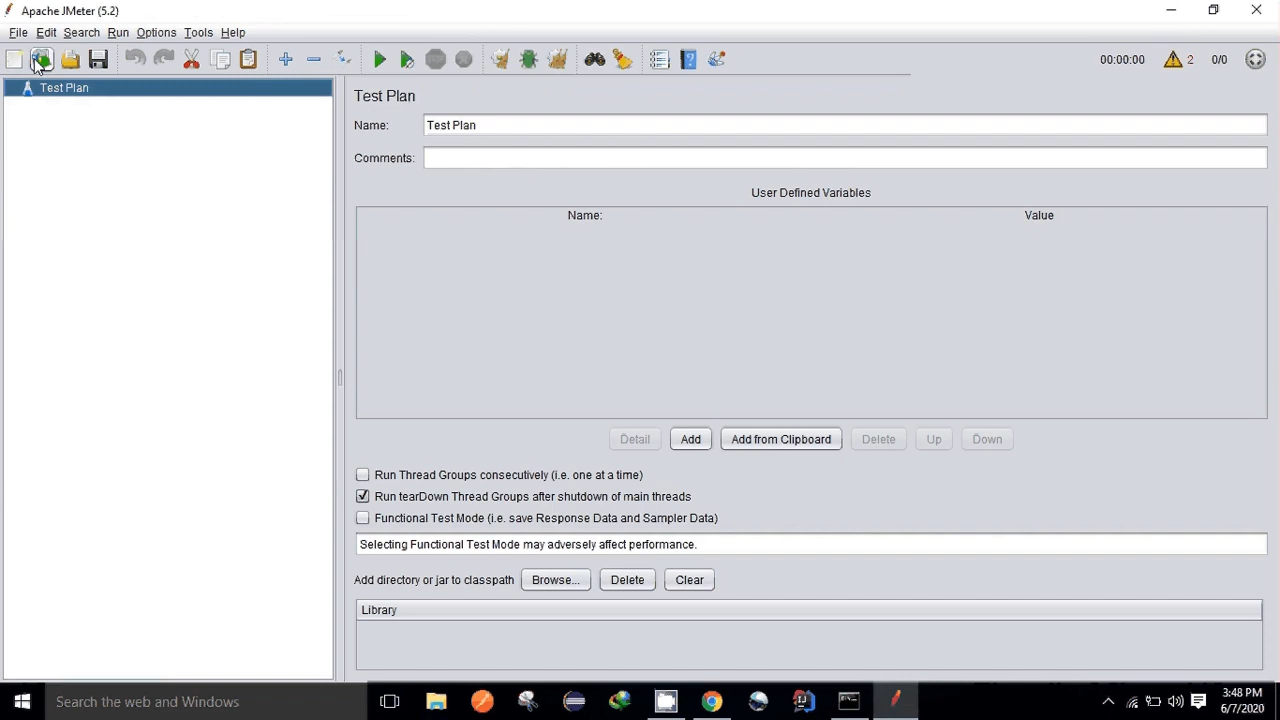 Apache JMeter (5.2)
File Edit Search Run Options Tools Help
00:00:00 2 0/0
Test Plan
Test Plan
Name: Test Plan
Comments:
User Defined Variables
Name: Value
Detail Add Add from Clipboard Delete Up Down
Run Thread Groups consecutively (i.e. one at a time)
Run tearDown Thread Groups after shutdown of main threads
Functional Test Mode (i.e. save Response Data and Sampler Data)
Selecting Functional Test Mode may adversely affect performance.
Add directory or jar to classpath Browse... Delete Clear
Library
Search the web and Windows
3:48 PM
6/7/2020